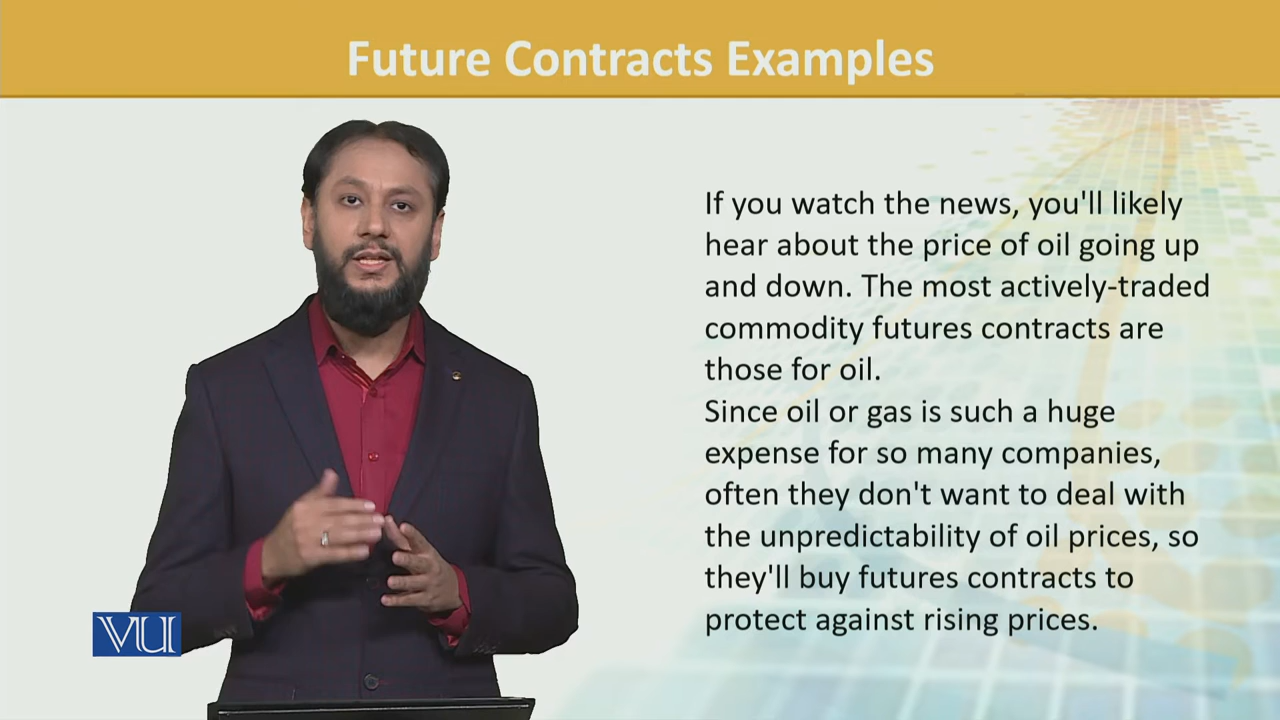 Future Contracts Examples
If you watch the news, you'll likely
hear about the price of oil going up
and down. The most actively-traded
commodity futures contracts are
those for oil.
Since oil or gas is such a huge
expense for so many companies,
often they don't want to deal with
the unpredictability of oil prices, so
they'll buy futures contracts to
protect against rising prices.
VU